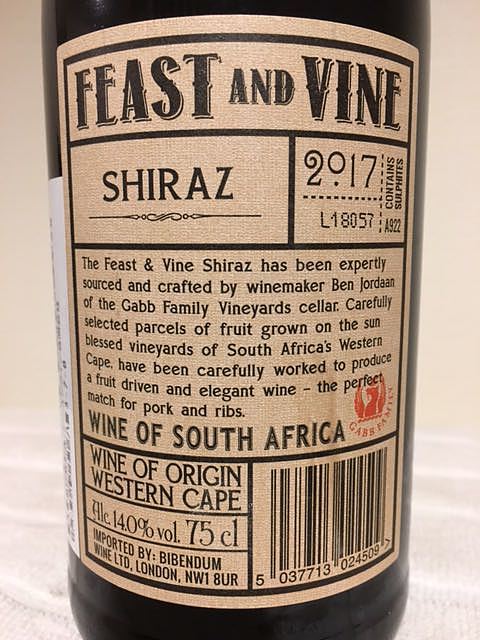 FEAST AND VINE
SHIRAZ
2017
L18057
CONTAINS
SULPHITES
A922
The Feast & Vine Shiraz has been expertly
sourced and crafted by winemaker Ben Jordaan
of the Gabb Family Vineyards cellar. Carefully
selected parcels of fruit grown on the sun
blessed vineyards of South Africa's Western
Cape, have been carefully worked to produce
a fruit driven and elegant wine – the perfect
match for pork and ribs.
GABB FAMILY
WINE OF SOUTH AFRICA
WINE OF ORIGIN
WESTERN CAPE
Alc. 14.0% vol. 75 cl
IMPORTED BY: BIBENDUM
WINE LTD, LONDON, NW1 8UR
5 037713 024509 >